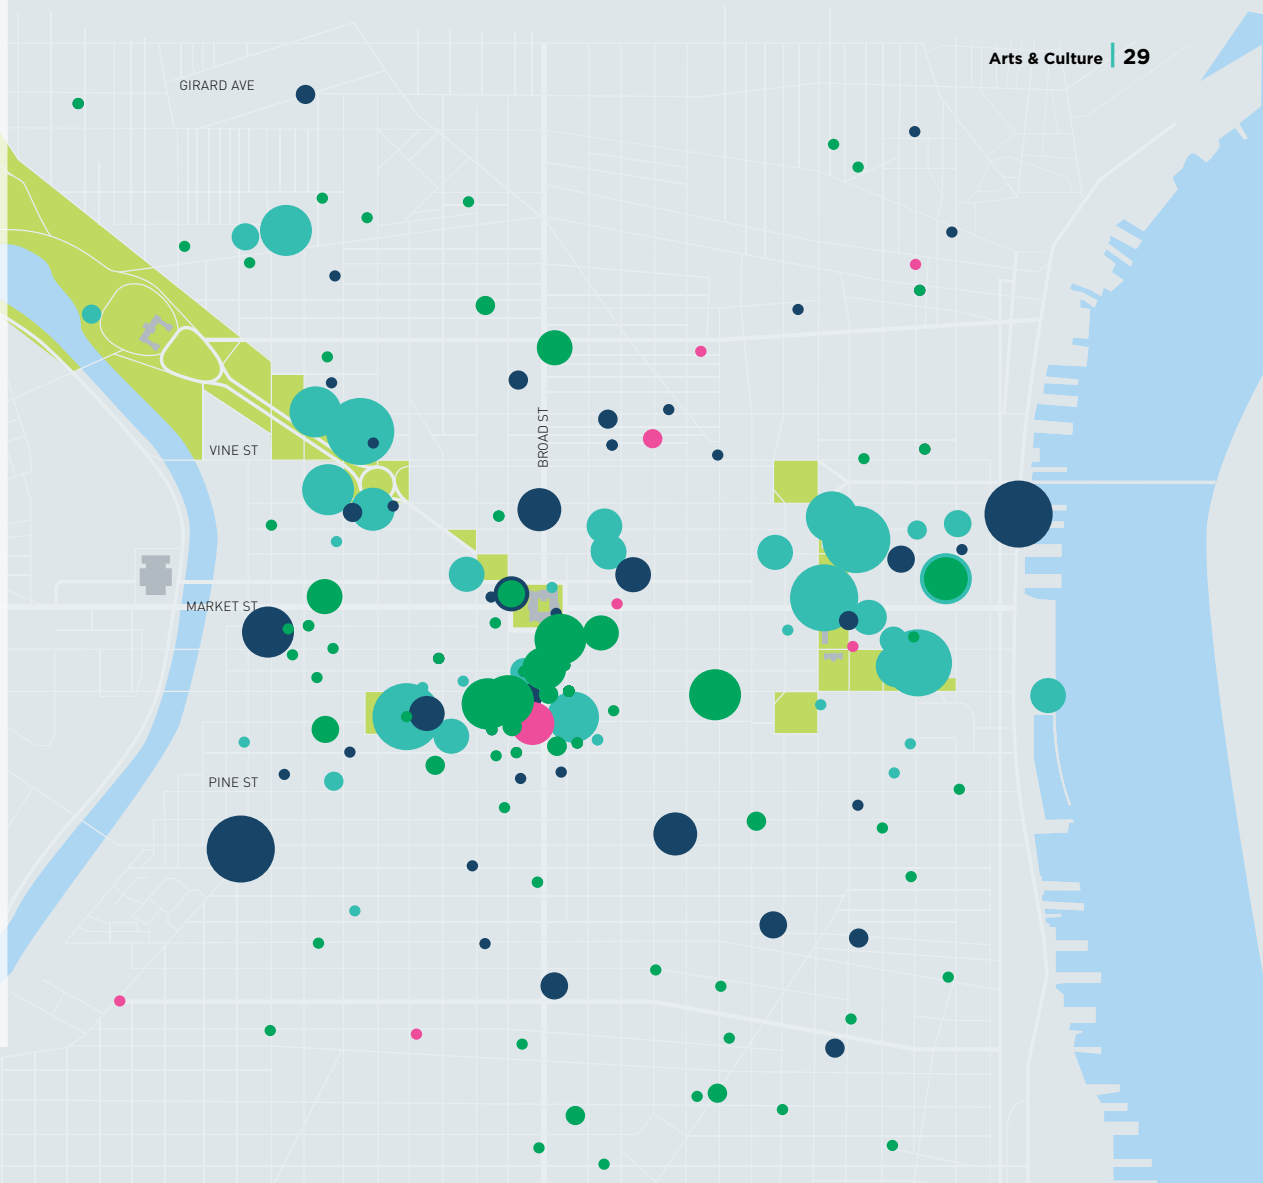 Arts & Culture | 29
GIRARD AVE
BROAD ST
VINE ST
MARKET ST
PINE ST